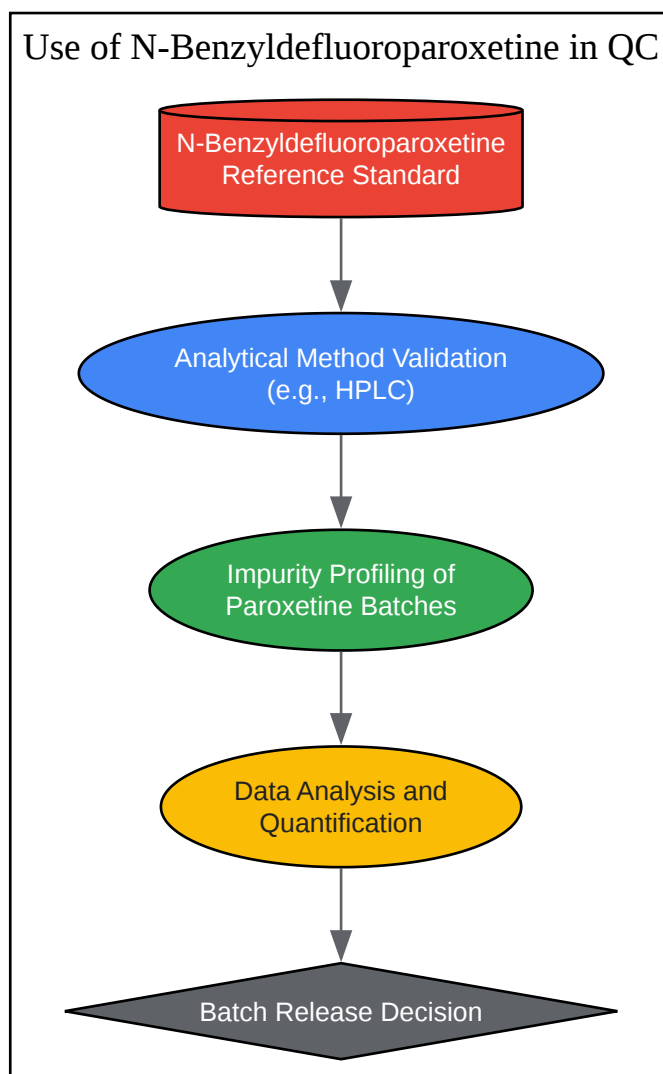 Use of N-Benzyldefluoroparoxetine in QC
N-Benzyldefluoroparoxetine
Reference Standard
Analytical Method Validation
(e.g., HPLC)
Impurity Profiling of
Paroxetine Batches
Data Analysis and
Quantification
Batch Release Decision